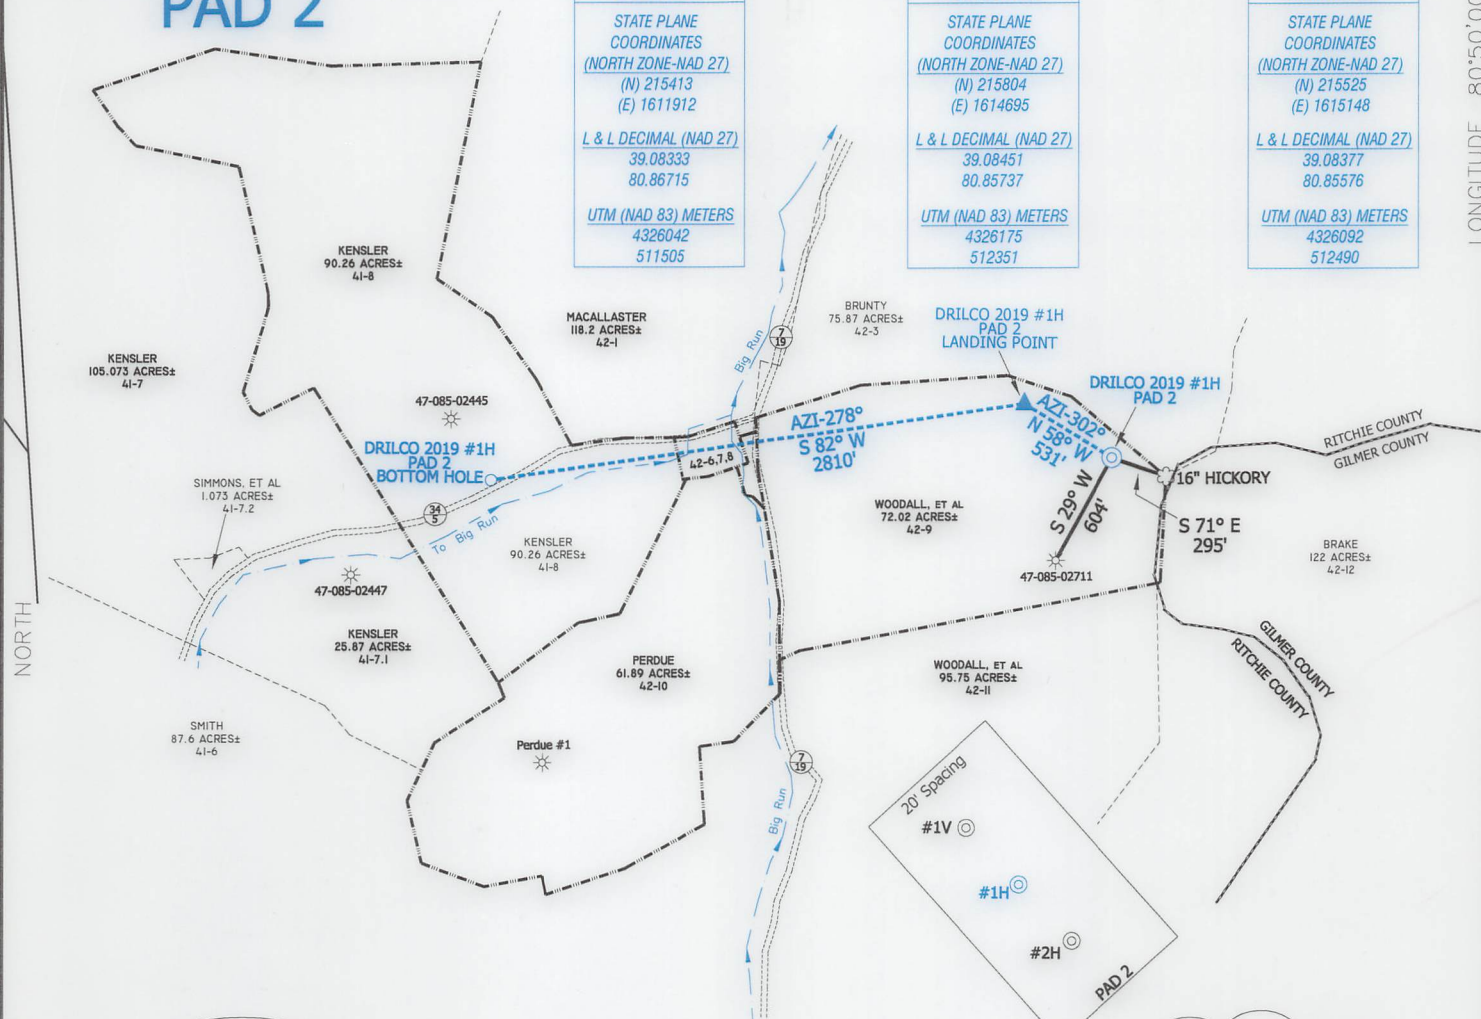 PAD 2
STATE PLANE
COORDINATES
(NORTH ZONE-NAD 27)
(N) 215413
(E) 1611912
L & L DECIMAL (NAD 27)
39.08333
80.86715
UTM (NAD 83) METERS
4326042
511505
STATE PLANE
COORDINATES
(NORTH ZONE-NAD 27)
(N) 215804
(E) 1614695
L & L DECIMAL (NAD 27)
39.08451
80.85737
UTM (NAD 83) METERS
4326175
512351
STATE PLANE
COORDINATES
(NORTH ZONE-NAD 27)
(N) 215525
(E) 1615148
L & L DECIMAL (NAD 27)
39.08377
80.85576
UTM (NAD 83) METERS
4326092
512490
LONGITUDE 80°50'00
KENSLER
90.26 ACRES±
41-8
MACALLASTER
118.2 ACRES±
42-1
BRUNTY
75.87 ACRES±
42-3
DRILCO 2019 #1H
PAD 2
LANDING POINT
KENSLER
105.073 ACRES±
41-7
Big Run
7
19
DRILCO 2019 #1H
PAD 2
47-085-02445
AZI-278°
S 82° W
2810'
AZI-302°
N 58° W
531'
RITCHIE COUNTY
GILMER COUNTY
DRILCO 2019 #1H
PAD 2
BOTTOM HOLE
42-6,7,8
16" HICKORY
SIMMONS, ET AL
1.073 ACRES±
41-7.2
34
5
To Big Run
WOODALL, ET AL
72.02 ACRES±
42-9
S 29° W
604'
S 71° E
295'
KENSLER
90.26 ACRES±
41-8
BRAKE
122 ACRES±
42-12
47-085-02711
47-085-02447
NORTH
KENSLER
25.87 ACRES±
41-7.1
PERDUE
61.89 ACRES±
42-10
WOODALL, ET AL
95.75 ACRES±
42-11
GILMER COUNTY
RITCHIE COUNTY
SMITH
87.6 ACRES±
41-6
Perdue #1
7
19
Big Run
20' Spacing
#1V
#1H
#2H
PAD 2